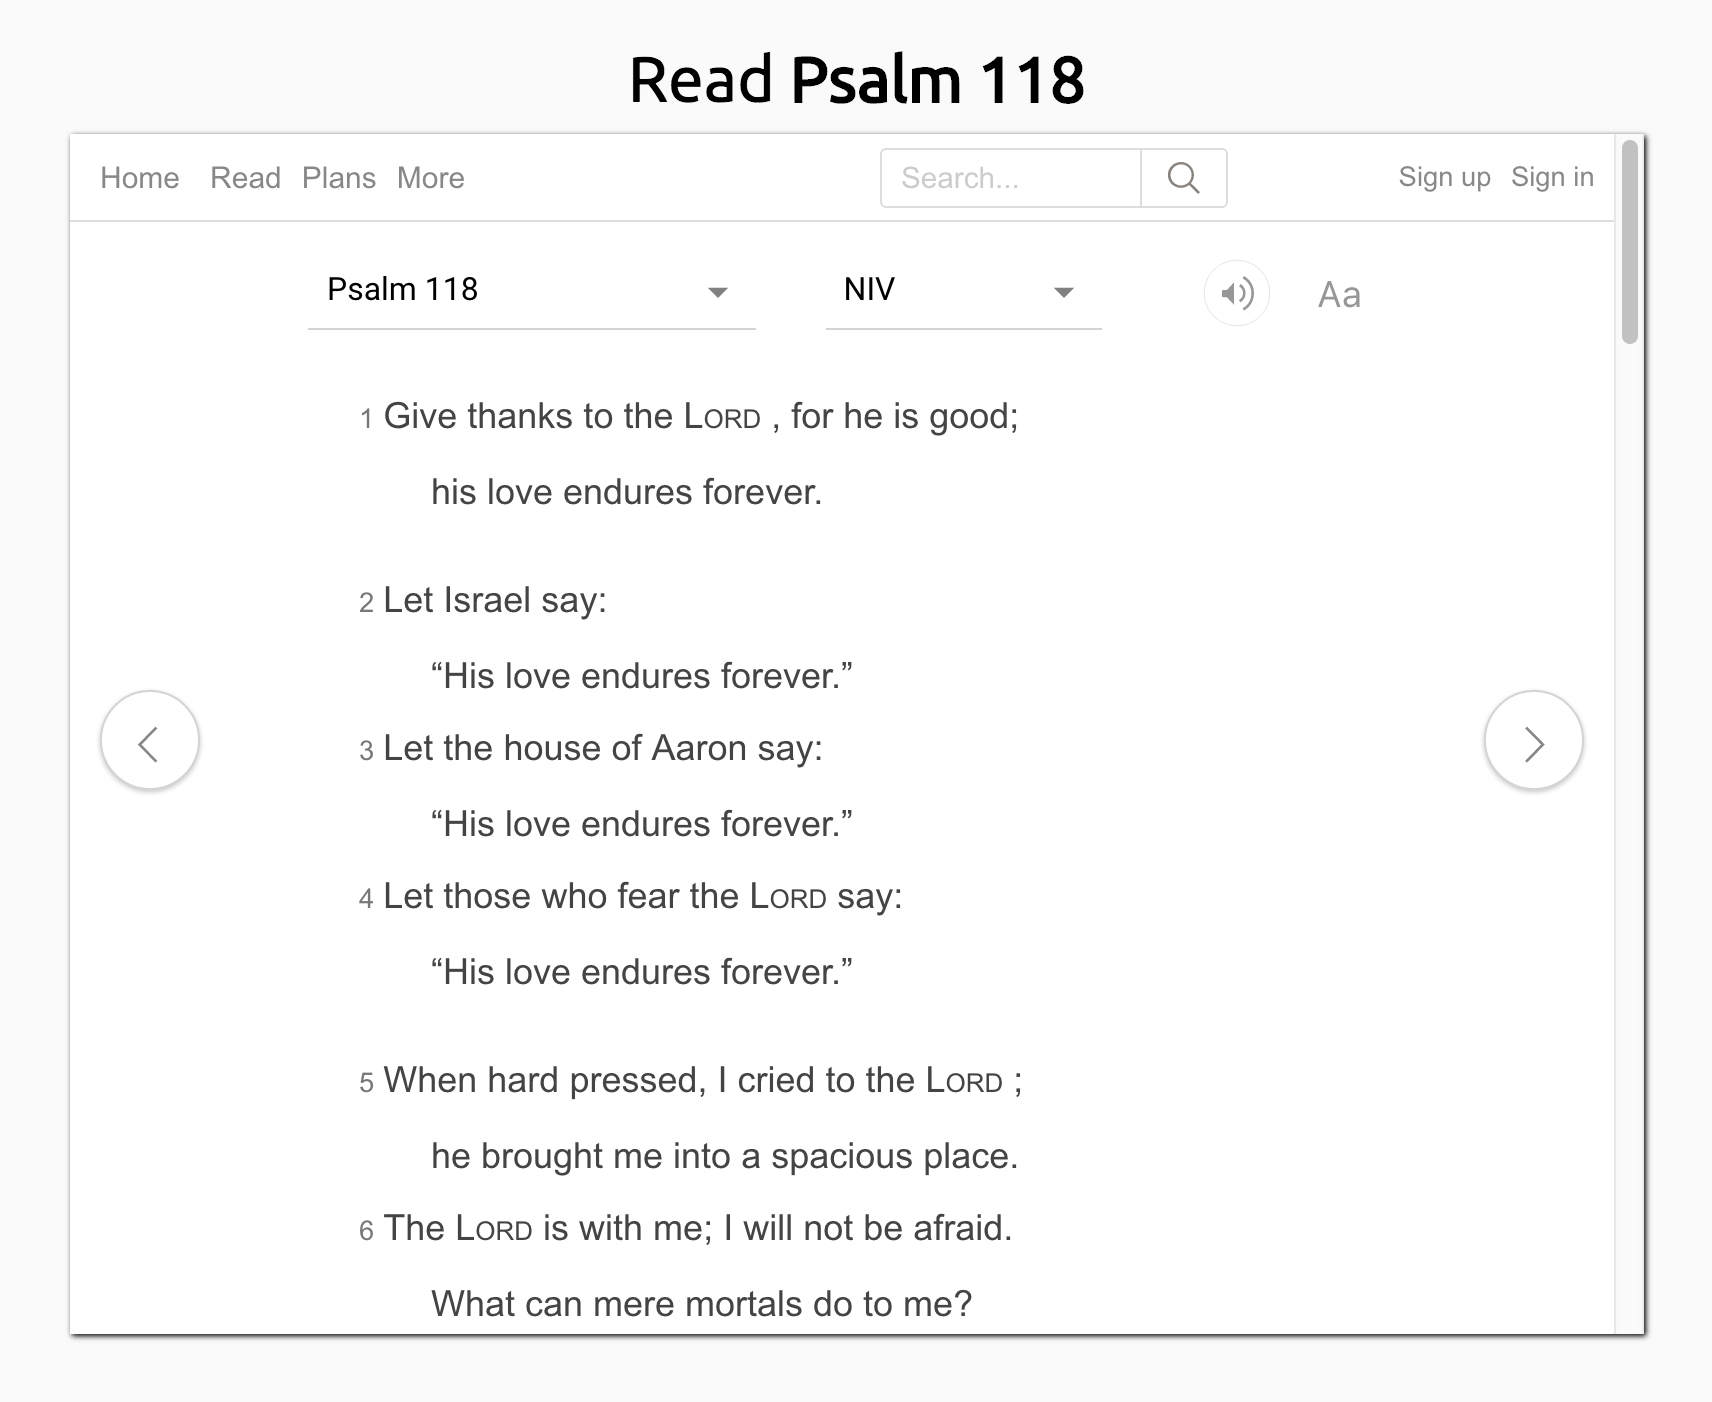 Read Psalm 118
Home Read Plans More Search... Sign up Sign in
Psalm 118 NIV Aa
1 Give thanks to the LORD , for he is good;
his love endures forever.
2 Let Israel say:
“His love endures forever.”
3 Let the house of Aaron say:
“His love endures forever.”
4 Let those who fear the LORD say:
“His love endures forever.”
5 When hard pressed, I cried to the LORD ;
he brought me into a spacious place.
6 The LORD is with me; I will not be afraid.
What can mere mortals do to me?